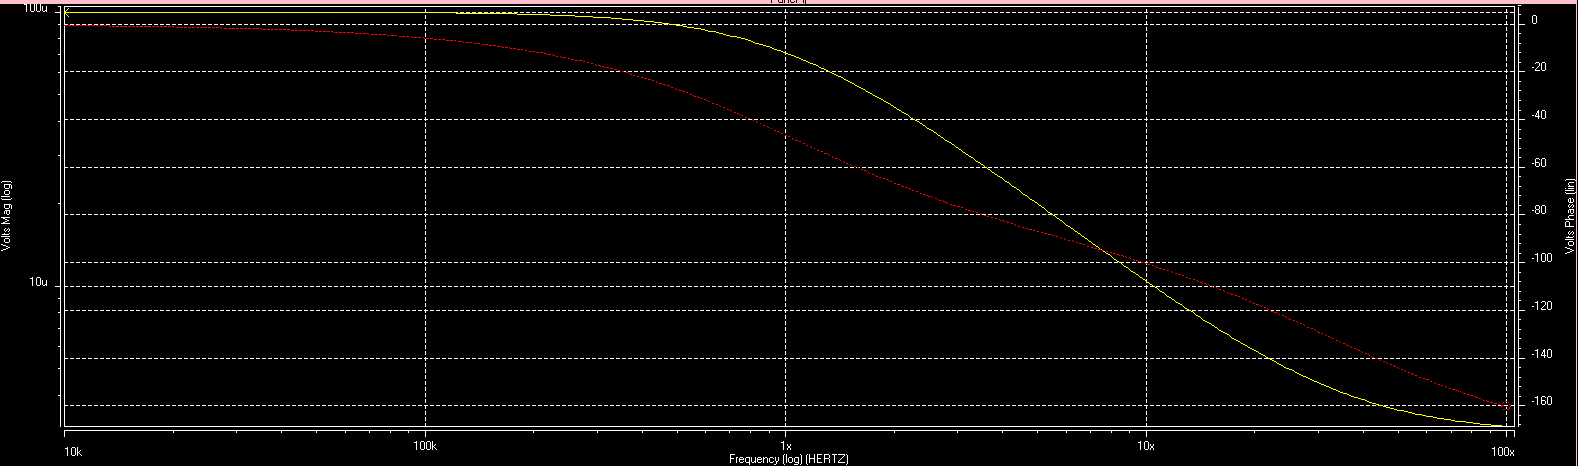 100u
10u
Volts Mag (log)
0
-20
-40
-60
-80
-100
-120
-140
-160
Volts Phase (lin)
10k
100k
1x
10x
100x
Frequency (log) (HERTZ)